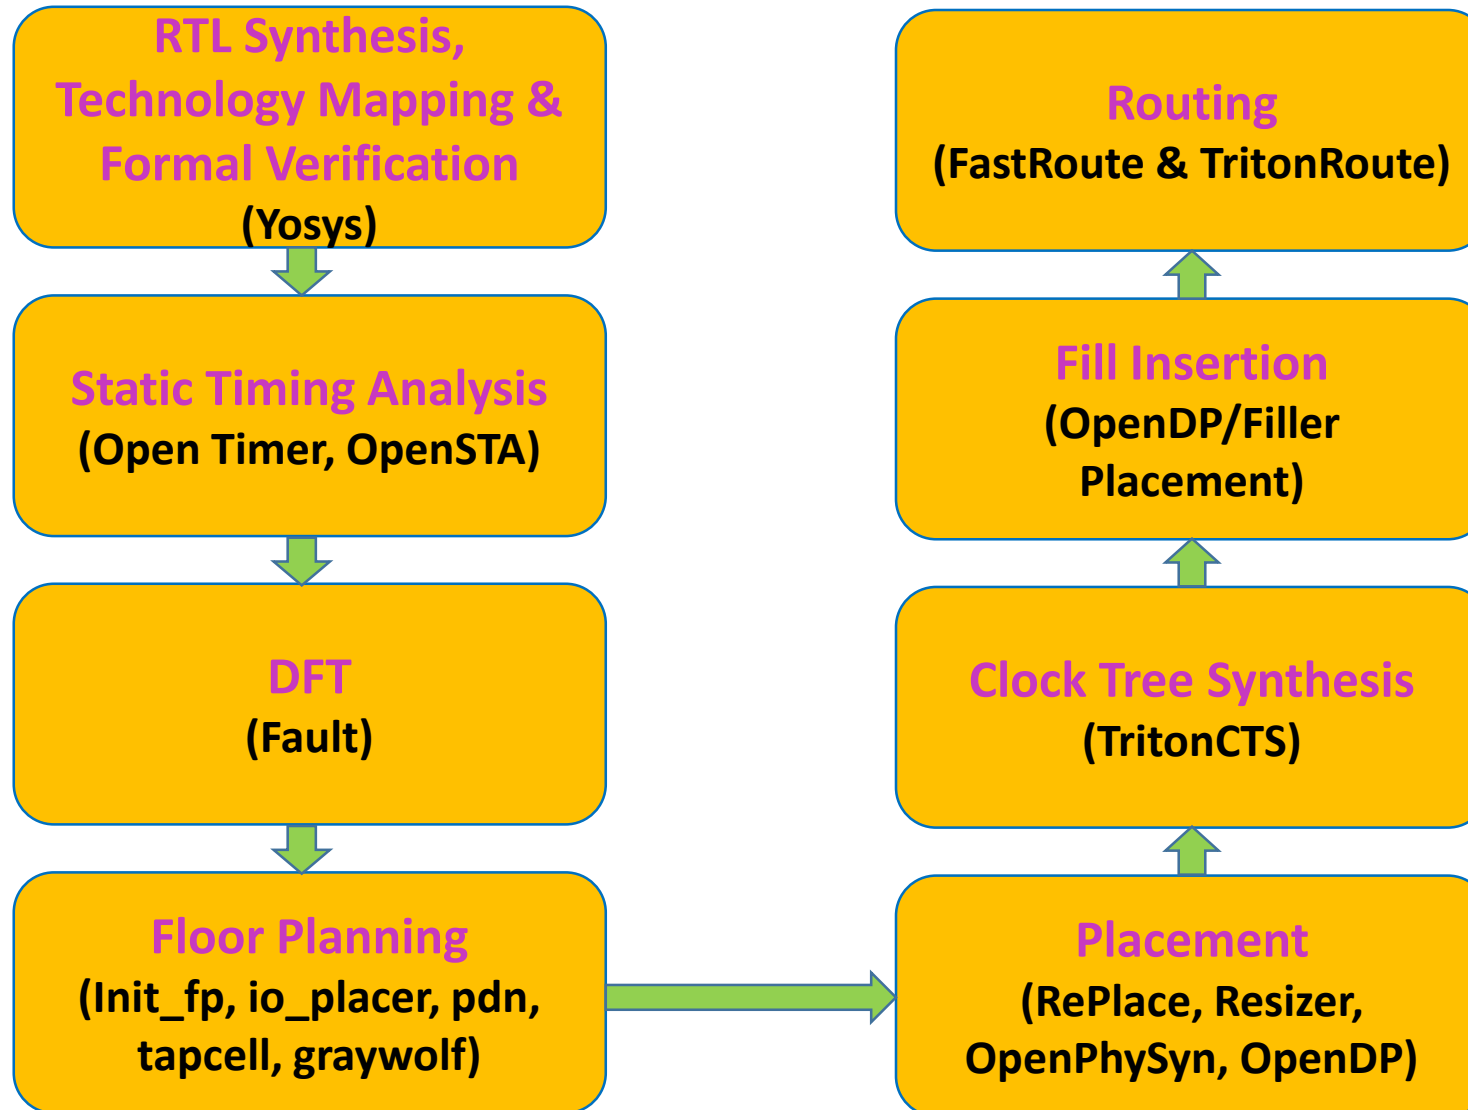 RTL Synthesis,
Technology Mapping &
Formal Verification
(Yosys)
Static Timing Analysis
(Open Timer, OpenSTA)
DFT
(Fault)
Floor Planning
(Init_fp, io_placer, pdn,
tapcell, graywolf)
Placement
(RePlace, Resizer,
OpenPhySyn, OpenDP)
Clock Tree Synthesis
(TritonCTS)
Fill Insertion
(OpenDP/Filler
Placement)
Routing
(FastRoute & TritonRoute)